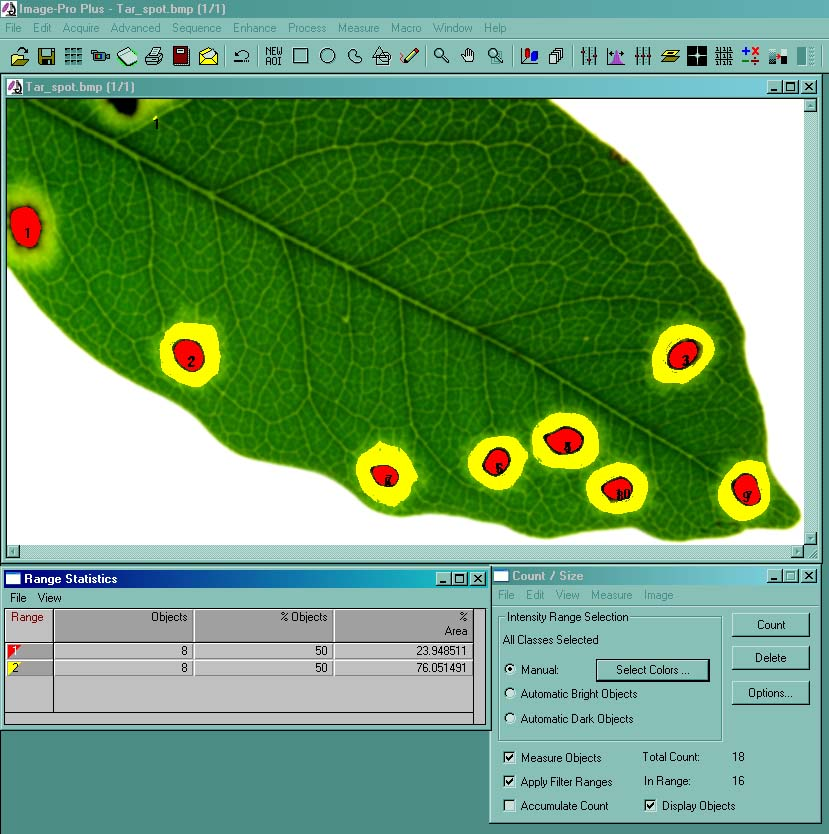 Image-Pro Plus - Tar_spot.bmp (1/1)
File Edit Acquire Advanced Sequence Enhance Process Measure Macro Window Help
NEW
AOI
Tar_spot.bmp (1/1)
1
1
2
3
9
10
Range Statistics
File View
Range Objects % Objects %
Area
1 8 50 23.948511
2 8 50 76.051491
Count / Size
File Edit View Measure Image
Intensity Range Selection
All Classes Selected
Manual: Select Colors ...
Automatic Bright Objects
Automatic Dark Objects
Count
Delete
Options...
Measure Objects Total Count: 18
Apply Filter Ranges In Range: 16
Accumulate Count Display Objects